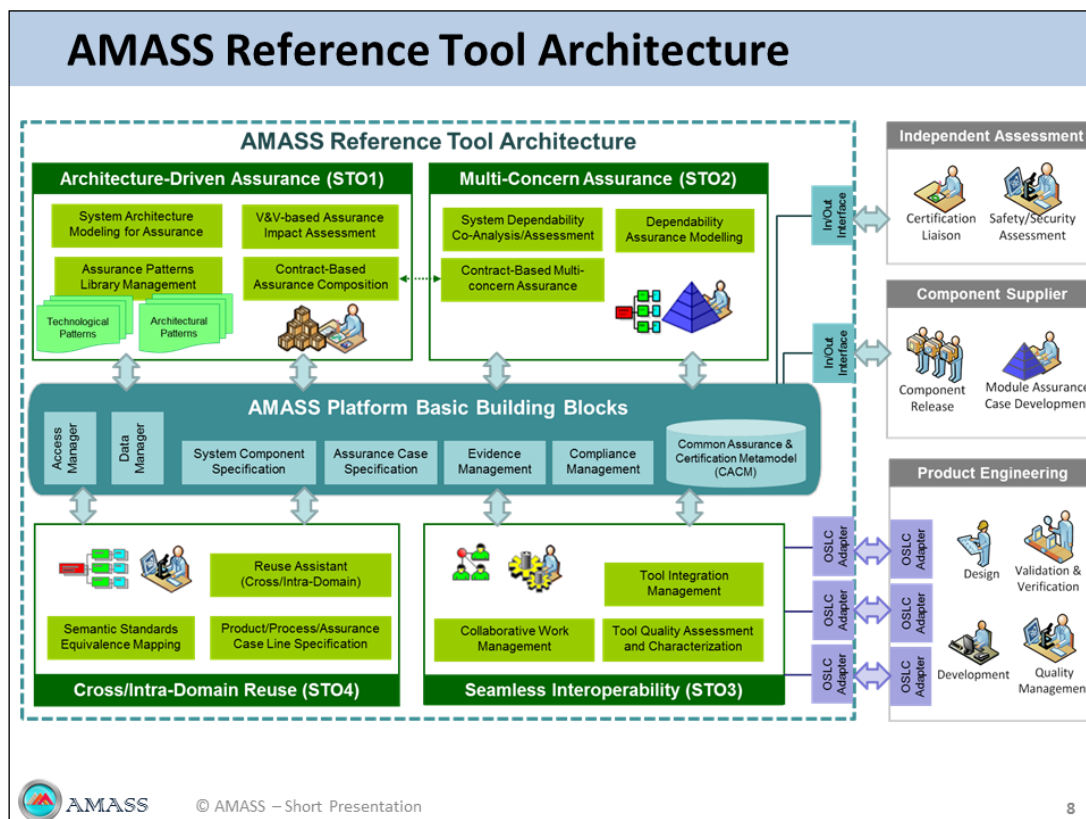 AMASS Reference Tool Architecture
AMASS Reference Tool Architecture
Architecture-Driven Assurance (STO1)
System Architecture
Modeling for Assurance
V&V-based Assurance
Impact Assessment
Assurance Patterns
Library Management
Contract-Based
Assurance Composition
Technological
Patterns
Architectural
Patterns
Multi-Concern Assurance (STO2)
System Dependability
Co-Analysis/Assessment
Dependability
Assurance Modelling
Contract-Based Multi-
concern Assurance
AMASS Platform Basic Building Blocks
Access
Manager
Data
Manager
System Component
Specification
Assurance Case
Specification
Evidence
Management
Compliance
Management
Common Assurance &
Certification Metamodel
(CACM)
Reuse Assistant
(Cross/Intra-Domain)
Semantic Standards
Equivalence Mapping
Product/Process/Assurance
Case Line Specification
Cross/Intra-Domain Reuse (STO4)
Tool Integration
Management
Collaborative Work
Management
Tool Quality Assessment
and Characterization
Seamless Interoperability (STO3)
In/Out
Interface
In/Out
Interface
OSLC
Adapter
OSLC
Adapter
OSLC
Adapter
OSLC
Adapter
OSLC
Adapter
OSLC
Adapter
Independent Assessment
Certification
Liaison
Safety/Security
Assessment
Component Supplier
Component
Release
Module Assurance
Case Development
Product Engineering
Design
Validation &
Verification
Development
Quality
Management
AMASS
© AMASS – Short Presentation
8